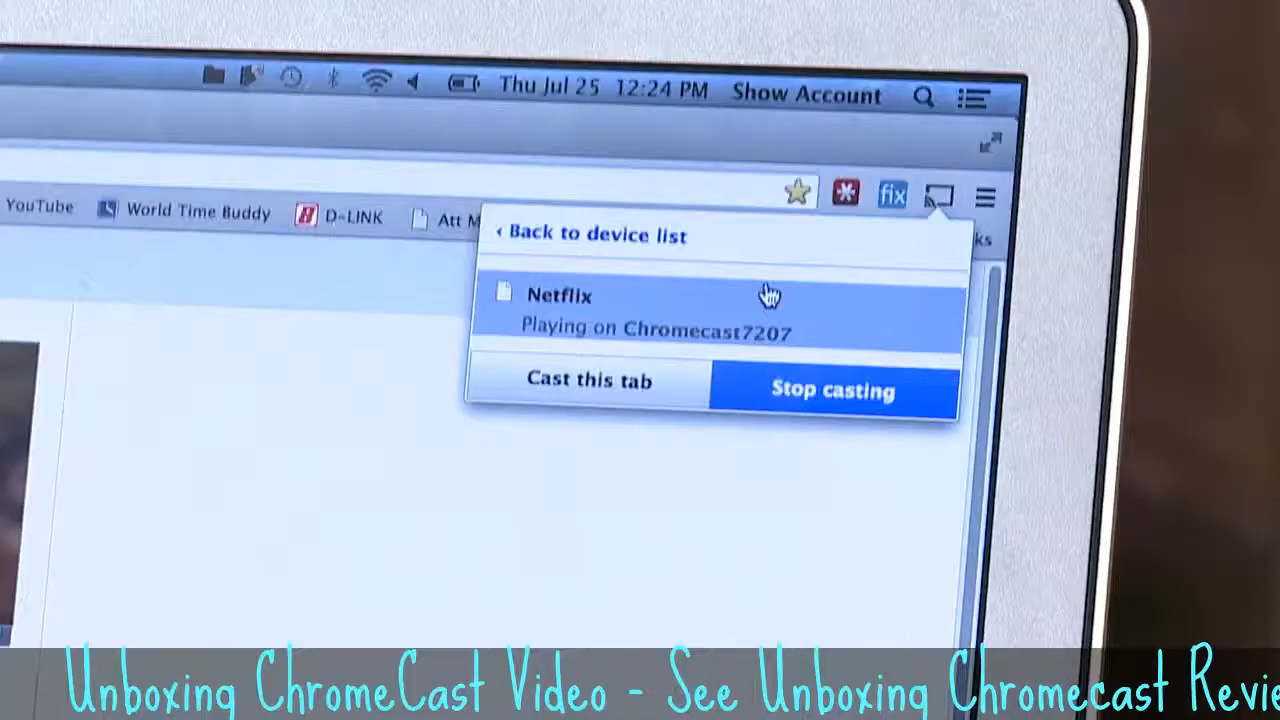 Thu Jul 25 12:24 PM Show Account
fix
YouTube World Time Buddy D-LINK Att
‹ Back to device list
Netflix
Playing on Chromecast7207
Cast this tab Stop casting
Unboxing ChromeCast Video - See Unboxing Chromecast